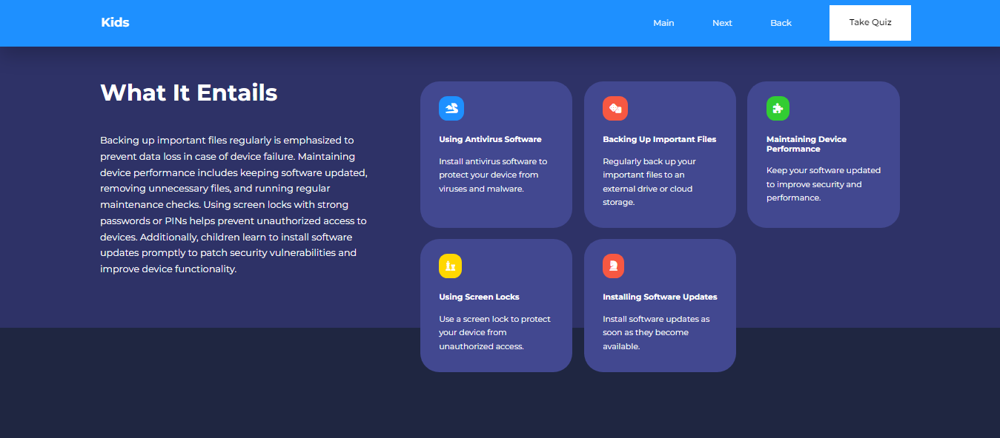 Kids
Main
Next
Back
Take Quiz
What It Entails
Backing up important files regularly is emphasized to
prevent data loss in case of device failure. Maintaining
device performance includes keeping software updated,
removing unnecessary files, and running regular
maintenance checks. Using screen locks with strong
passwords or PINs helps prevent unauthorized access to
devices. Additionally, children learn to install software
updates promptly to patch security vulnerabilities and
improve device functionality.
Using Antivirus Software
Install antivirus software to
protect your device from
viruses and malware.
Backing Up Important Files
Regularly back up your
important files to an
external drive or cloud
storage.
Maintaining Device
Performance
Keep your software updated
to improve security and
performance.
Using Screen Locks
Use a screen lock to protect
your device from
unauthorized access.
Installing Software Updates
Install software updates as
soon as they become
available.